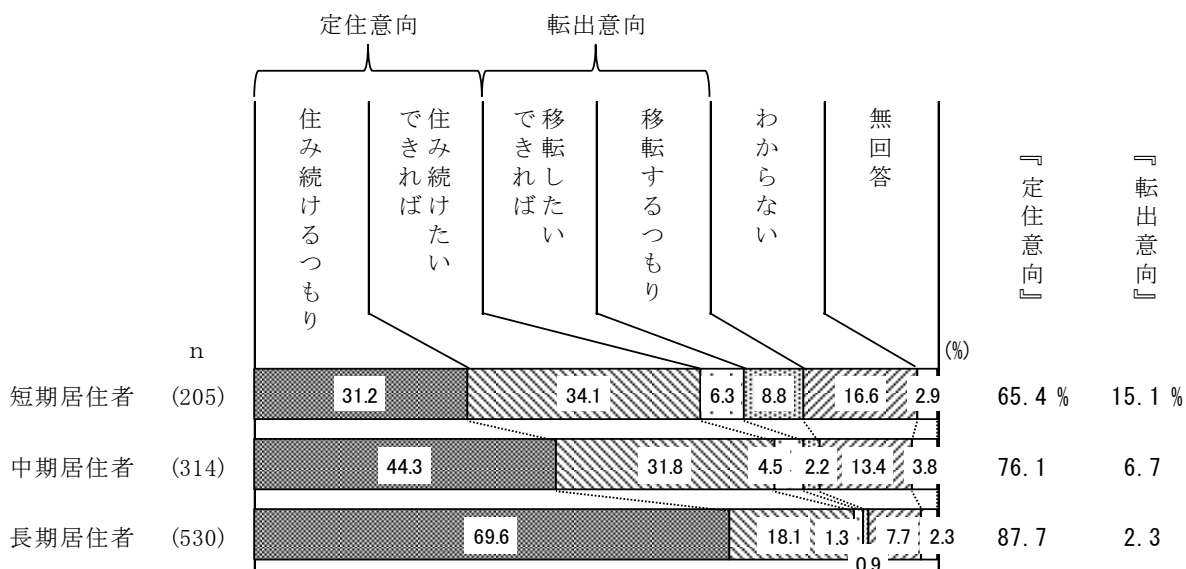 定住意向 転出意向
住み続けるつもり
できれば
住み続けたい
できれば
移転したい
移転するつもり
わからない
無回答
『定住意向』
『転出意向』
n
(%)
短期居住者 (205) 31.2 34.1 6.3 8.8 16.6 2.9 65.4 % 15.1 %
中期居住者 (314) 44.3 31.8 4.5 2.2 13.4 3.8 76.1 6.7
長期居住者 (530) 69.6 18.1 1.3 7.7 2.3 87.7 2.3
0.9